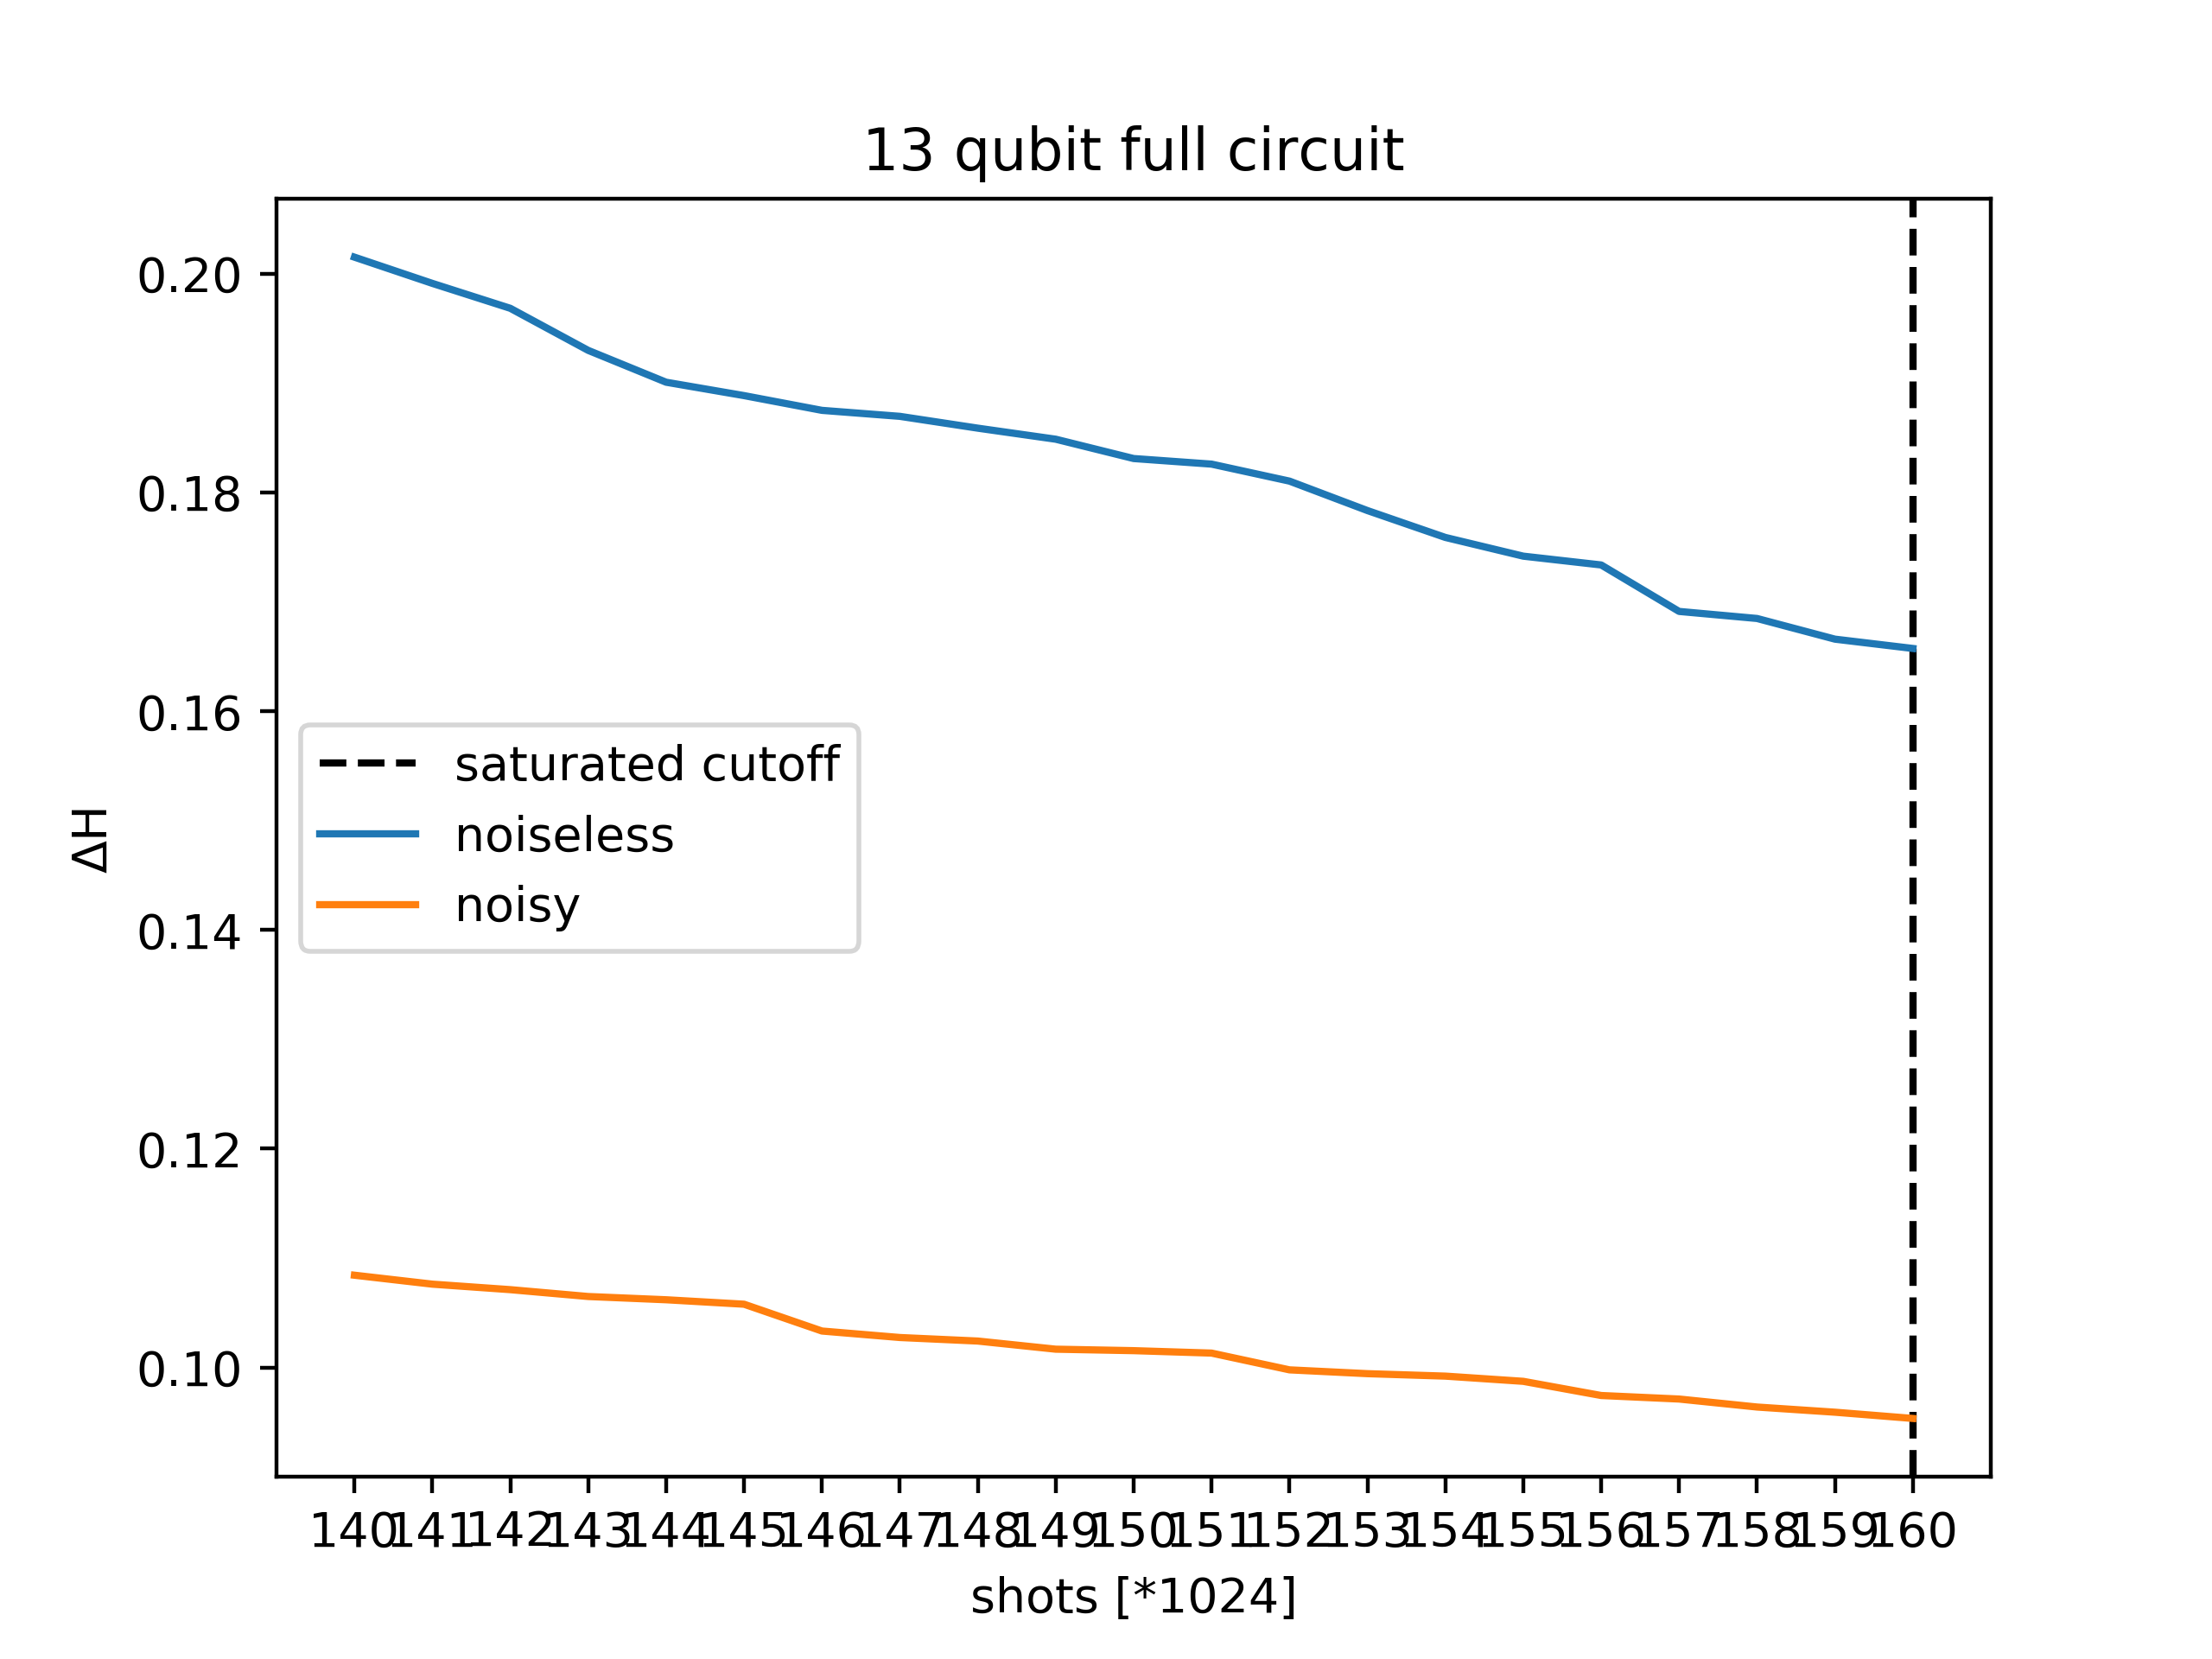 13 qubit full circuit
0.20
0.18
0.16
0.14
0.12
0.10
ΔH
saturated cutoff
noiseless
noisy
140 141 142 143 144 145 146 147 148 149 150 151 152 153 154 155 156 157 158 159 160
shots [*1024]